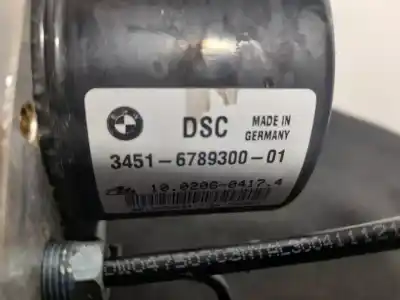 DSC
MADE IN
GERMANY
3451-6789300-01
10.0206-0417.4